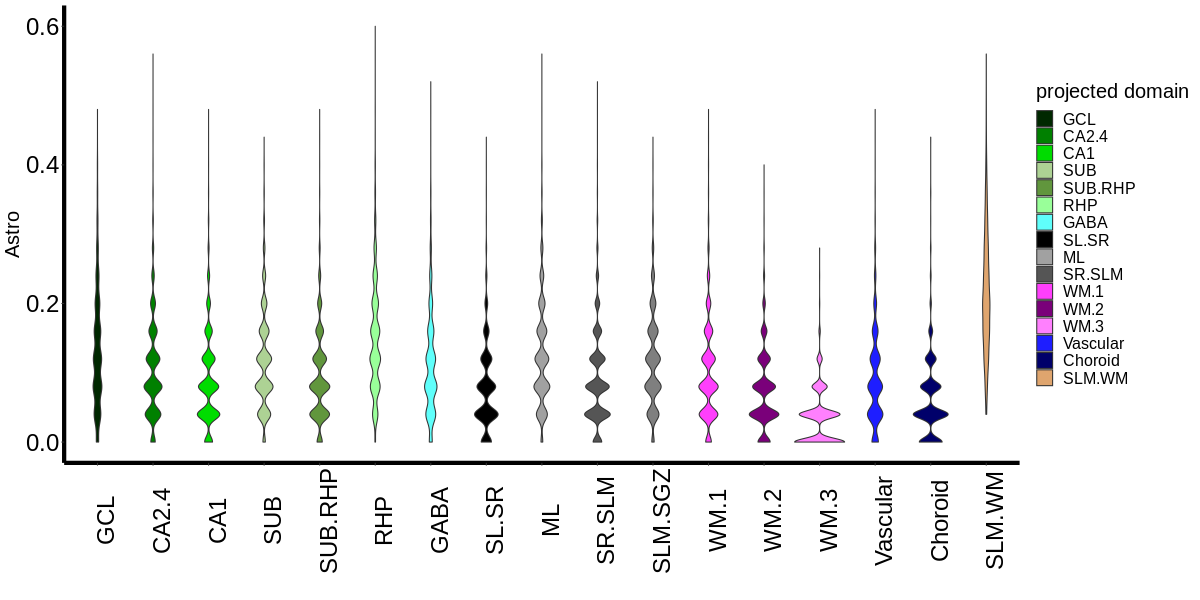 0.6
0.4
0.2
0.0
Astro
GCL
CA2.4
CA1
SUB
SUB.RHP
RHP
GABA
SL.SR
ML
SR.SLM
SLM.SGZ
WM.1
WM.2
WM.3
Vascular
Choroid
SLM.WM
projected domain
GCL
CA2.4
CA1
SUB
SUB.RHP
RHP
GABA
SL.SR
ML
SR.SLM
WM.1
WM.2
WM.3
Vascular
Choroid
SLM.WM